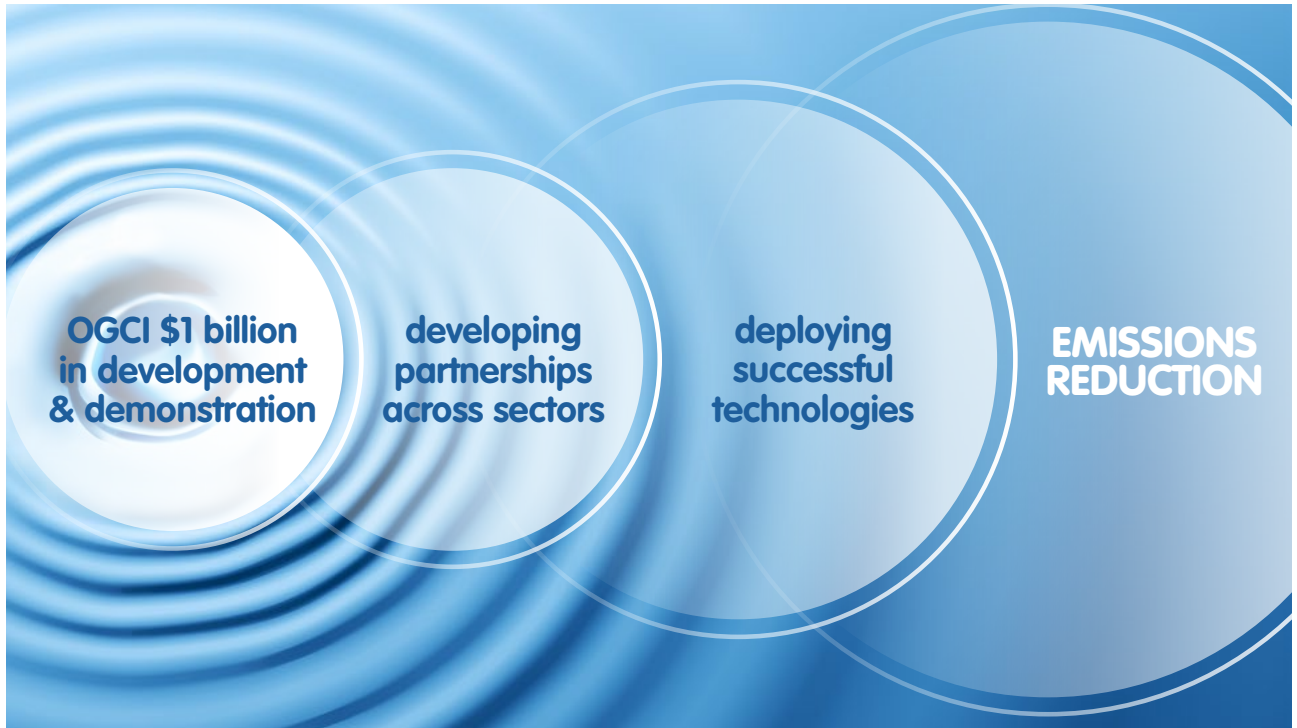 OGCI $1 billion
in development
& demonstration
developing
partnerships
across sectors
deploying
successful
technologies
EMISSIONS
REDUCTION